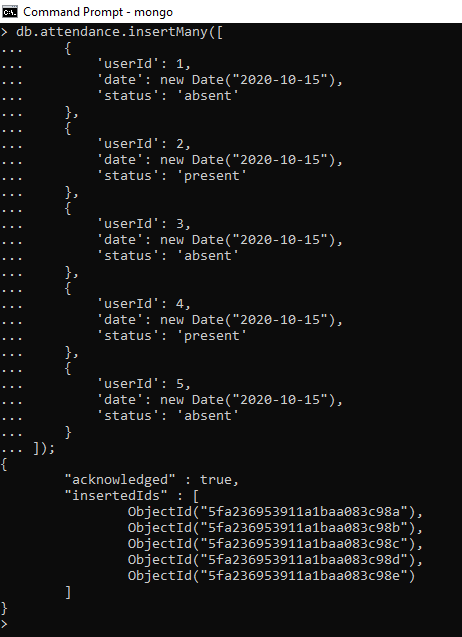 Command Prompt - mongo
> db.attendance.insertMany([
...     {
...             'userId': 1,
...             'date': new Date("2020-10-15"),
...             'status': 'absent'
...     },
...     {
...             'userId': 2,
...             'date': new Date("2020-10-15"),
...             'status': 'present'
...     },
...     {
...             'userId': 3,
...             'date': new Date("2020-10-15"),
...             'status': 'absent'
...     },
...     {
...             'userId': 4,
...             'date': new Date("2020-10-15"),
...             'status': 'present'
...     },
...     {
...             'userId': 5,
...             'date': new Date("2020-10-15"),
...             'status': 'absent'
...     }
... ]);
{
        "acknowledged" : true,
        "insertedIds" : [
                ObjectId("5fa236953911a1baa083c98a"),
                ObjectId("5fa236953911a1baa083c98b"),
                ObjectId("5fa236953911a1baa083c98c"),
                ObjectId("5fa236953911a1baa083c98d"),
                ObjectId("5fa236953911a1baa083c98e")
        ]
}
>